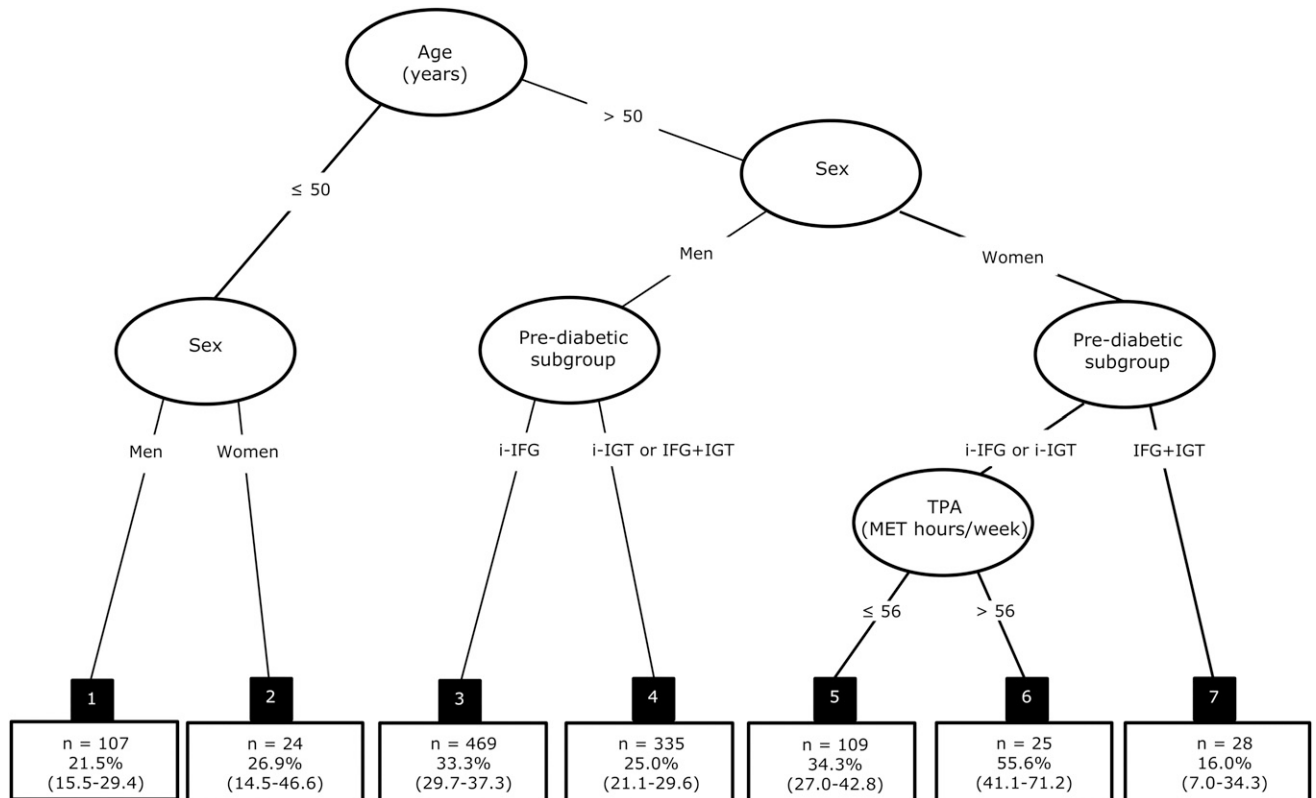 Age
(years)
> 50
Sex
≤ 50
Men
Women
Sex
Pre-diabetic
subgroup
Pre-diabetic
subgroup
Men
Women
i-IFG
i-IGT or IFG+IGT
i-IFG or i-IGT
IFG+IGT
TPA
(MET hours/week)
≤ 56
> 56
1
n = 107
21.5%
(15.5-29.4)
2
n = 24
26.9%
(14.5-46.6)
3
n = 469
33.3%
(29.7-37.3)
4
n = 335
25.0%
(21.1-29.6)
5
n = 109
34.3%
(27.0-42.8)
6
n = 25
55.6%
(41.1-71.2)
7
n = 28
16.0%
(7.0-34.3)